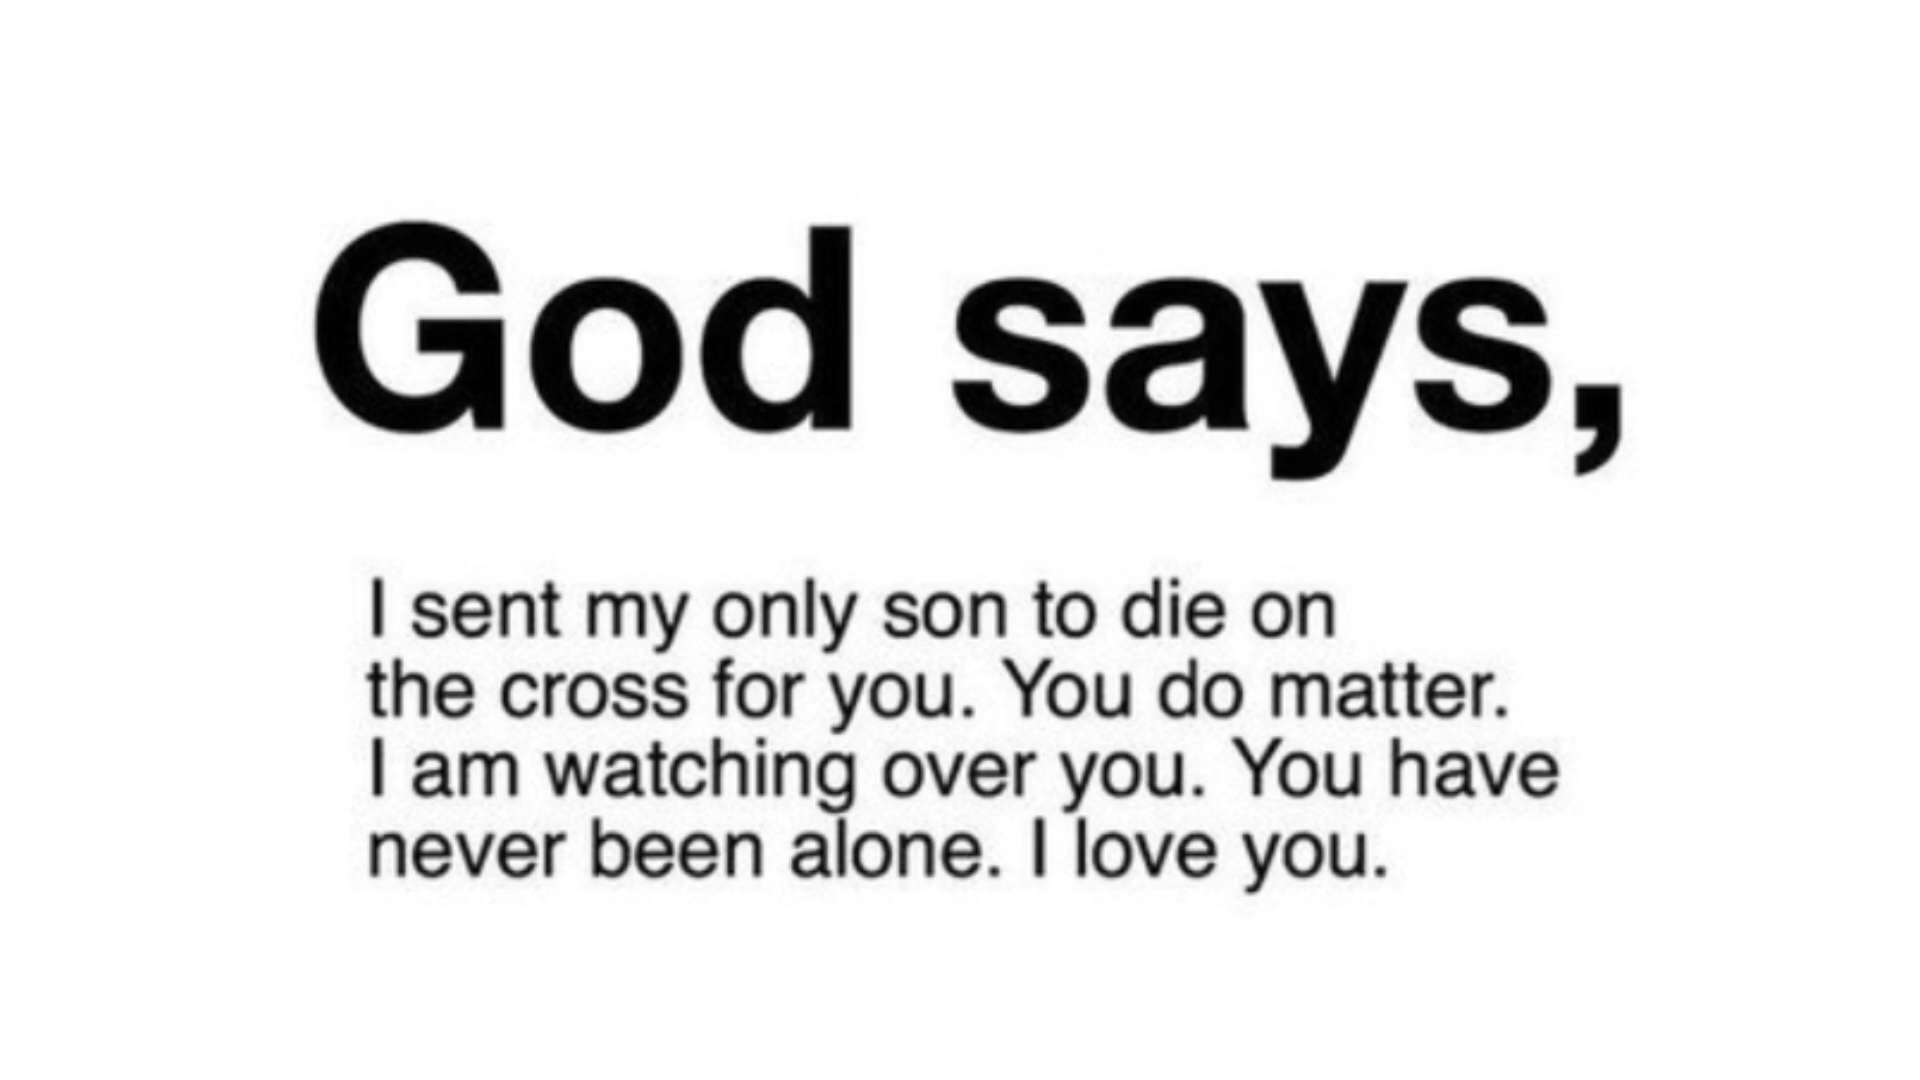 God says,
I sent my only son to die on
the cross for you. You do matter.
I am watching over you. You have
never been alone. I love you.